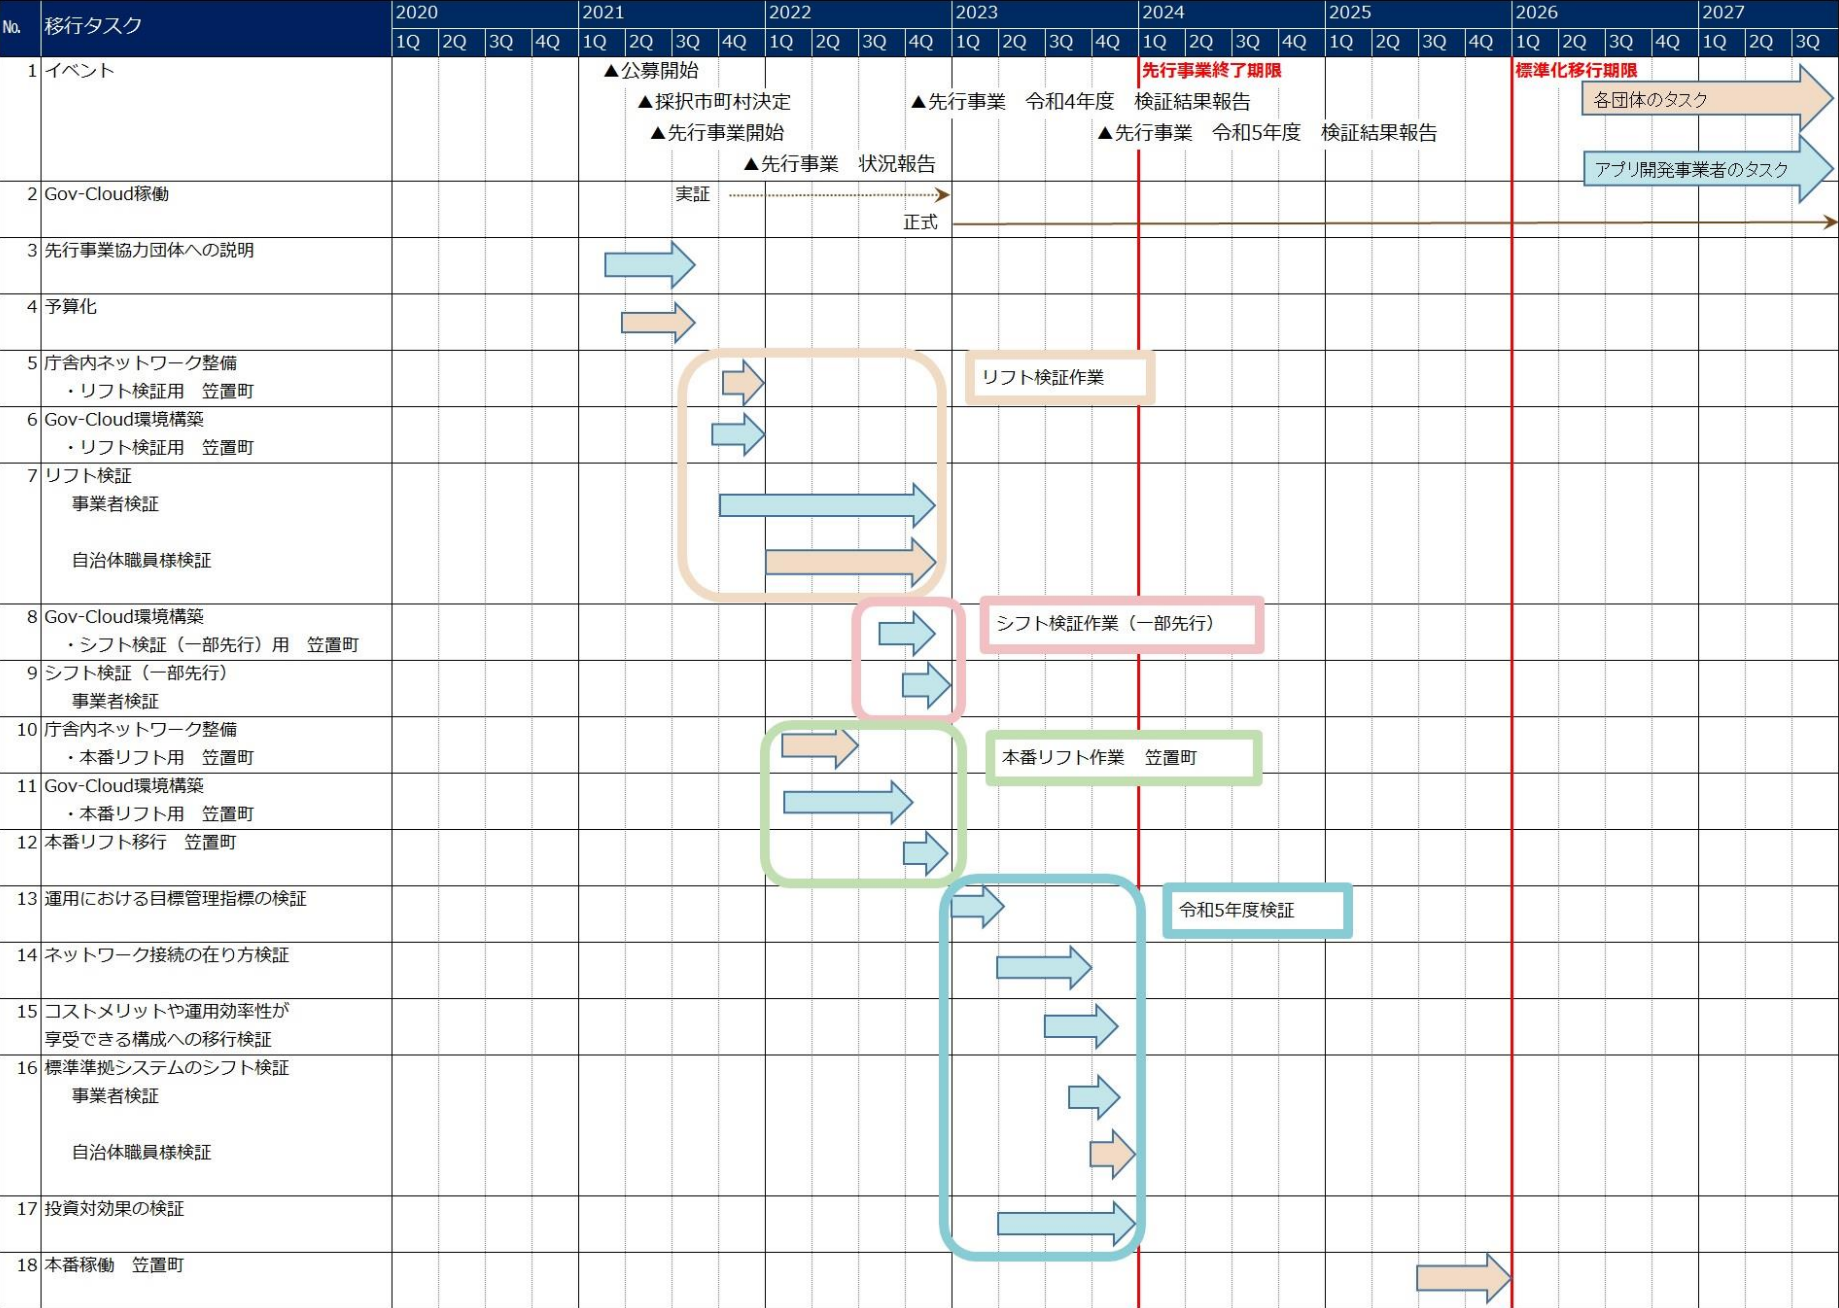 No. 移行タスク
2020 2021 2022 2023 2024 2025 2026 2027
1Q 2Q 3Q 4Q 1Q 2Q 3Q 4Q 1Q 2Q 3Q 4Q 1Q 2Q 3Q 4Q 1Q 2Q 3Q 4Q 1Q 2Q 3Q 4Q 1Q 2Q 3Q 4Q 1Q 2Q 3Q
1 イベント ▲公募開始 先行事業終了期限 標準化移行期限
▲採択市町村決定 ▲先行事業　令和4年度　検証結果報告 各団体のタスク
▲先行事業開始 ▲先行事業　令和5年度　検証結果報告
▲先行事業　状況報告 アプリ開発事業者のタスク
2 Gov-Cloud稼働 実証
正式
3 先行事業協力団体への説明
4 予算化
5 庁舎内ネットワーク整備 リフト検証作業
・リフト検証用　笠置町
6 Gov-Cloud環境構築
・リフト検証用　笠置町
7 リフト検証
事業者検証
自治体職員様検証
8 Gov-Cloud環境構築 シフト検証作業（一部先行）
・シフト検証（一部先行）用　笠置町
9 シフト検証（一部先行）
事業者検証
10 庁舎内ネットワーク整備
・本番リフト用　笠置町 本番リフト作業　笠置町
11 Gov-Cloud環境構築
・本番リフト用　笠置町
12 本番リフト移行　笠置町
13 運用における目標管理指標の検証 令和5年度検証
14 ネットワーク接続の在り方検証
15 コストメリットや運用効率性が
享受できる構成への移行検証
16 標準準拠システムのシフト検証
事業者検証
自治体職員様検証
17 投資対効果の検証
18 本番稼働　笠置町